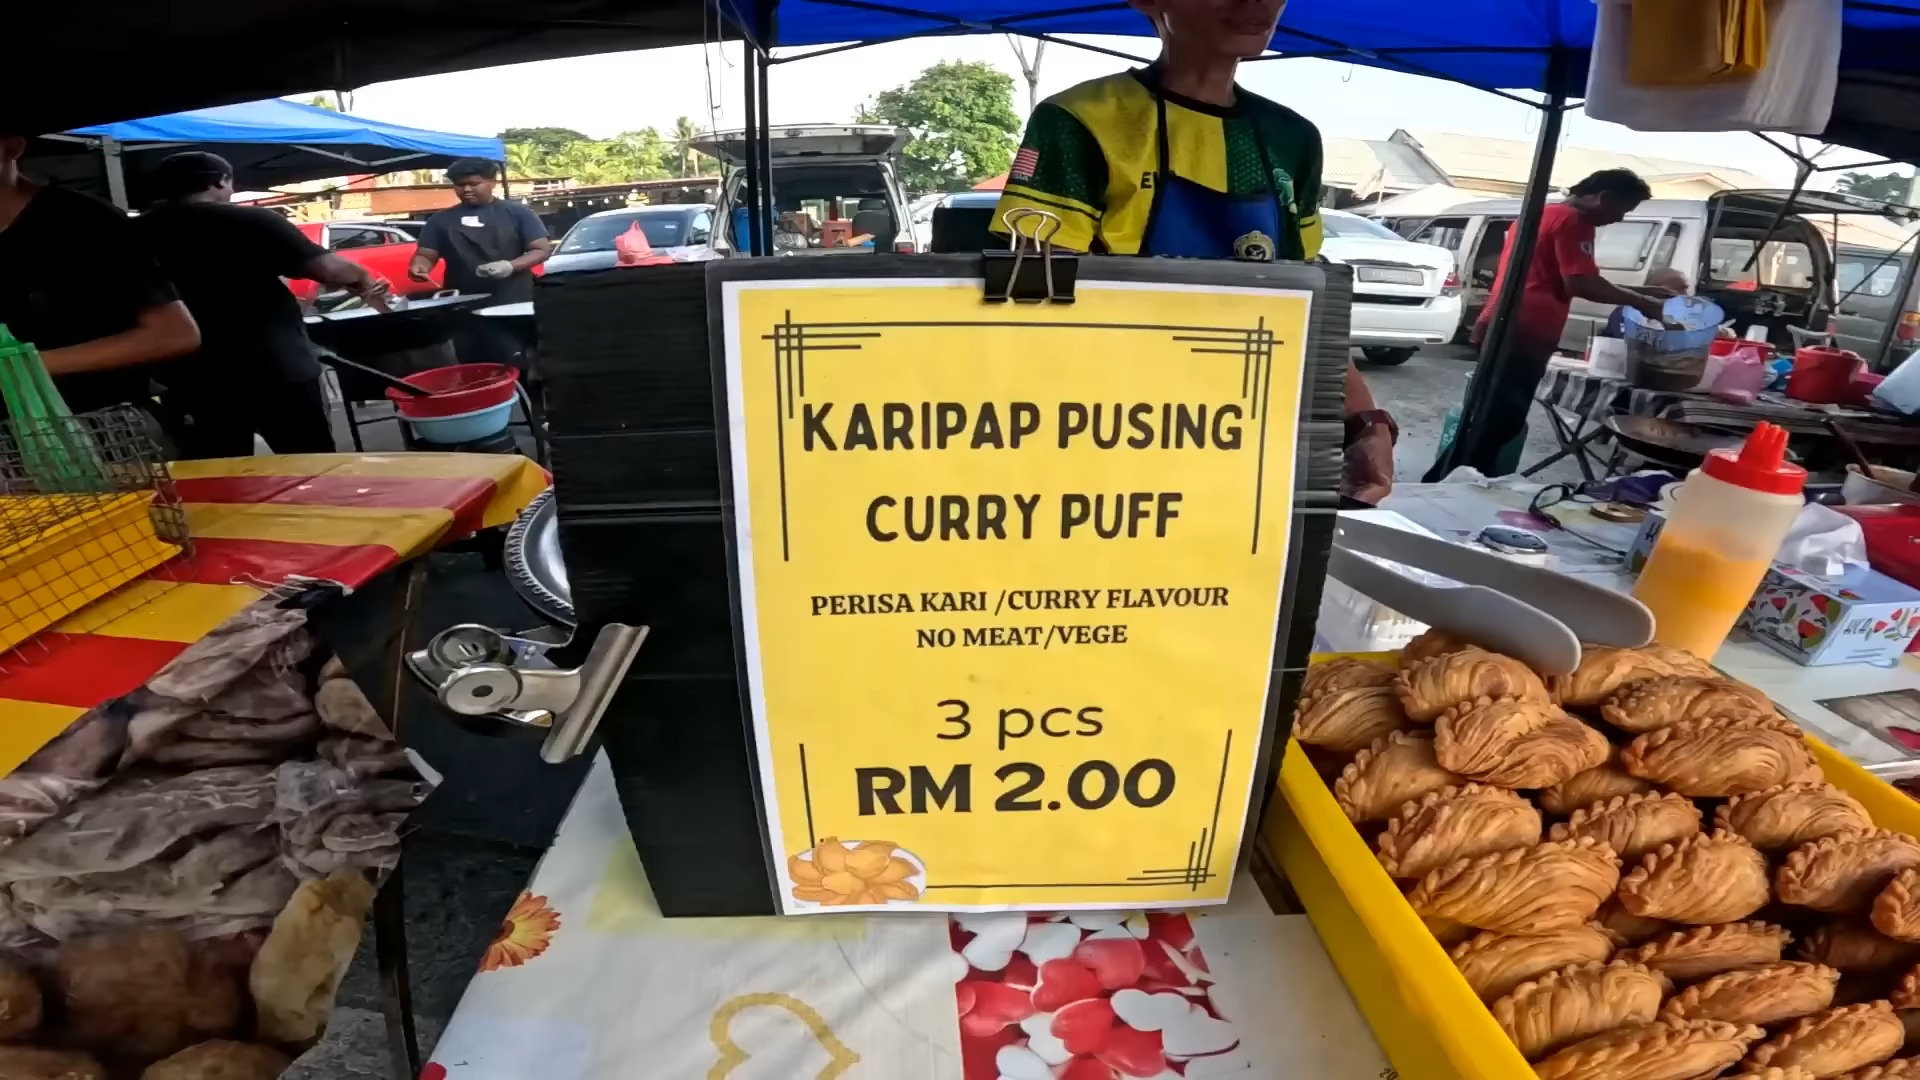 KARIPAP PUSING
CURRY PUFF
PERISA KARI /CURRY FLAVOUR
NO MEAT/VEGE
3 pcs
RM 2.00